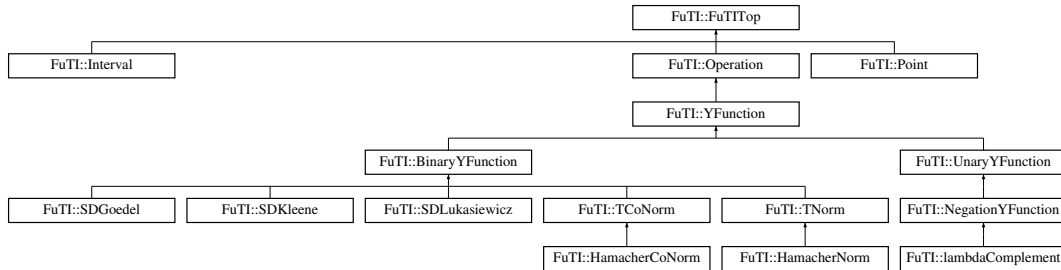 FuTI::FuTITop
FuTI::Interval
FuTI::Operation
FuTI::Point
FuTI::YFunction
FuTI::BinaryYFunction
FuTI::UnaryYFunction
FuTI::SDGoedel
FuTI::SDKleene
FuTI::SDLukasiewicz
FuTI::TCoNorm
FuTI::TNorm
FuTI::NegationYFunction
FuTI::HamacherCoNorm
FuTI::HamacherNorm
FuTI::lambdaComplement